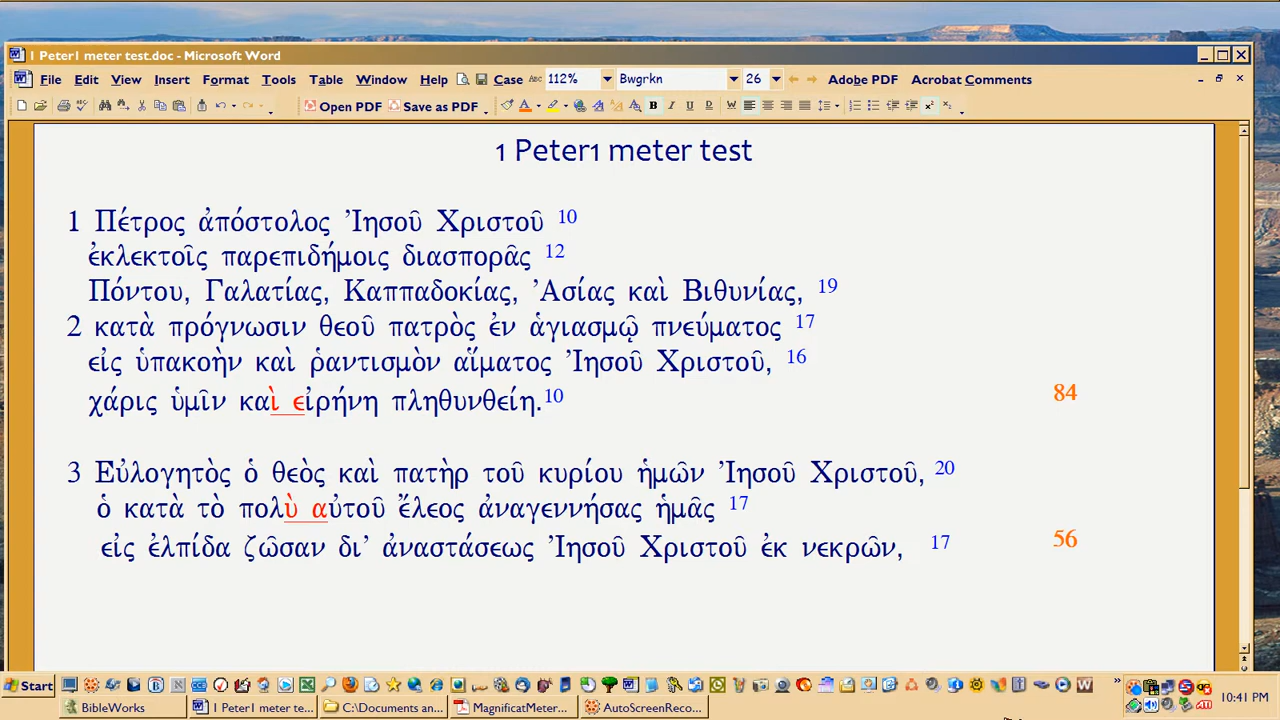 1 Peter1 meter test.doc - Microsoft Word
File Edit View Insert Format Tools Table Window Help Case 112% Bwgrkn 26 Adobe PDF Acrobat Comments
Open PDF Save as PDF
1 Peter1 meter test
1 Πέτρος ἀπόστολος Ἰησοῦ Χριστοῦ 10
ἐκλεκτοῖς παρεπιδήμοις διασπορᾶς 12
Πόντου, Γαλατίας, Καππαδοκίας, Ἀσίας καὶ Βιθυνίας, 19
2 κατὰ πρόγνωσιν θεοῦ πατρὸς ἐν ἁγιασμῷ πνεύματος 17
εἰς ὑπακοὴν καὶ ῥαντισμὸν αἵματος Ἰησοῦ Χριστοῦ, 16
χάρις ὑμῖν καὶ εἰρήνη πληθυνθείη. 10 84
3 Εὐλογητὸς ὁ θεὸς καὶ πατὴρ τοῦ κυρίου ἡμῶν Ἰησοῦ Χριστοῦ, 20
ὁ κατὰ τὸ πολὺ αὐτοῦ ἔλεος ἀναγεννήσας ἡμᾶς 17
εἰς ἐλπίδα ζῶσαν δι’ ἀναστάσεως Ἰησοῦ Χριστοῦ ἐκ νεκρῶν, 17 56
Start 10:41 PM
BibleWorks 1 Peter1 meter te... C:\Documents an... MagnificatMeter... AutoScreenReco...